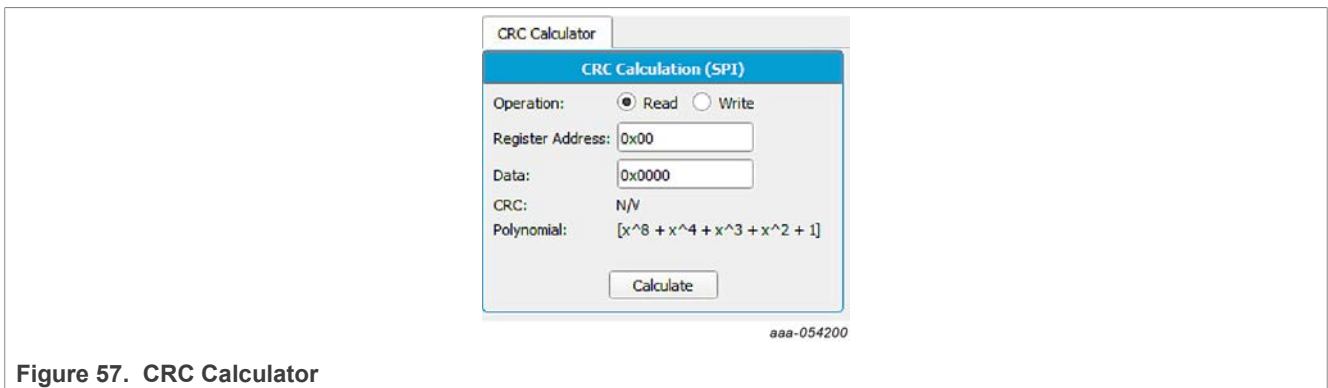 CRC Calculator
CRC Calculation (SPI)
Operation: Read Write
Register Address: 0x00
Data: 0x0000
CRC: N/V
Polynomial: [x^8 + x^4 + x^3 + x^2 + 1]
Calculate
aaa-054200
Figure 57. CRC Calculator